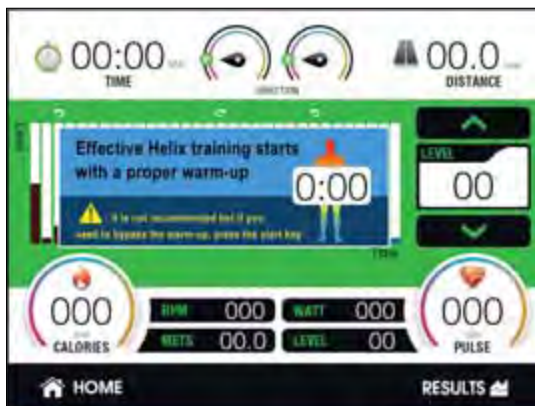 00:00
TIME
DIRECTION
00.0
DISTANCE
Effective Helix training starts
with a proper warm-up
0:00
It is not recommended but if you
need to bypass the warm-up, press the start key
LEVEL
00
TIME
000
CALORIES
RPM 000
WATT 000
METS 00.0
LEVEL 00
000
PULSE
HOME
RESULTS